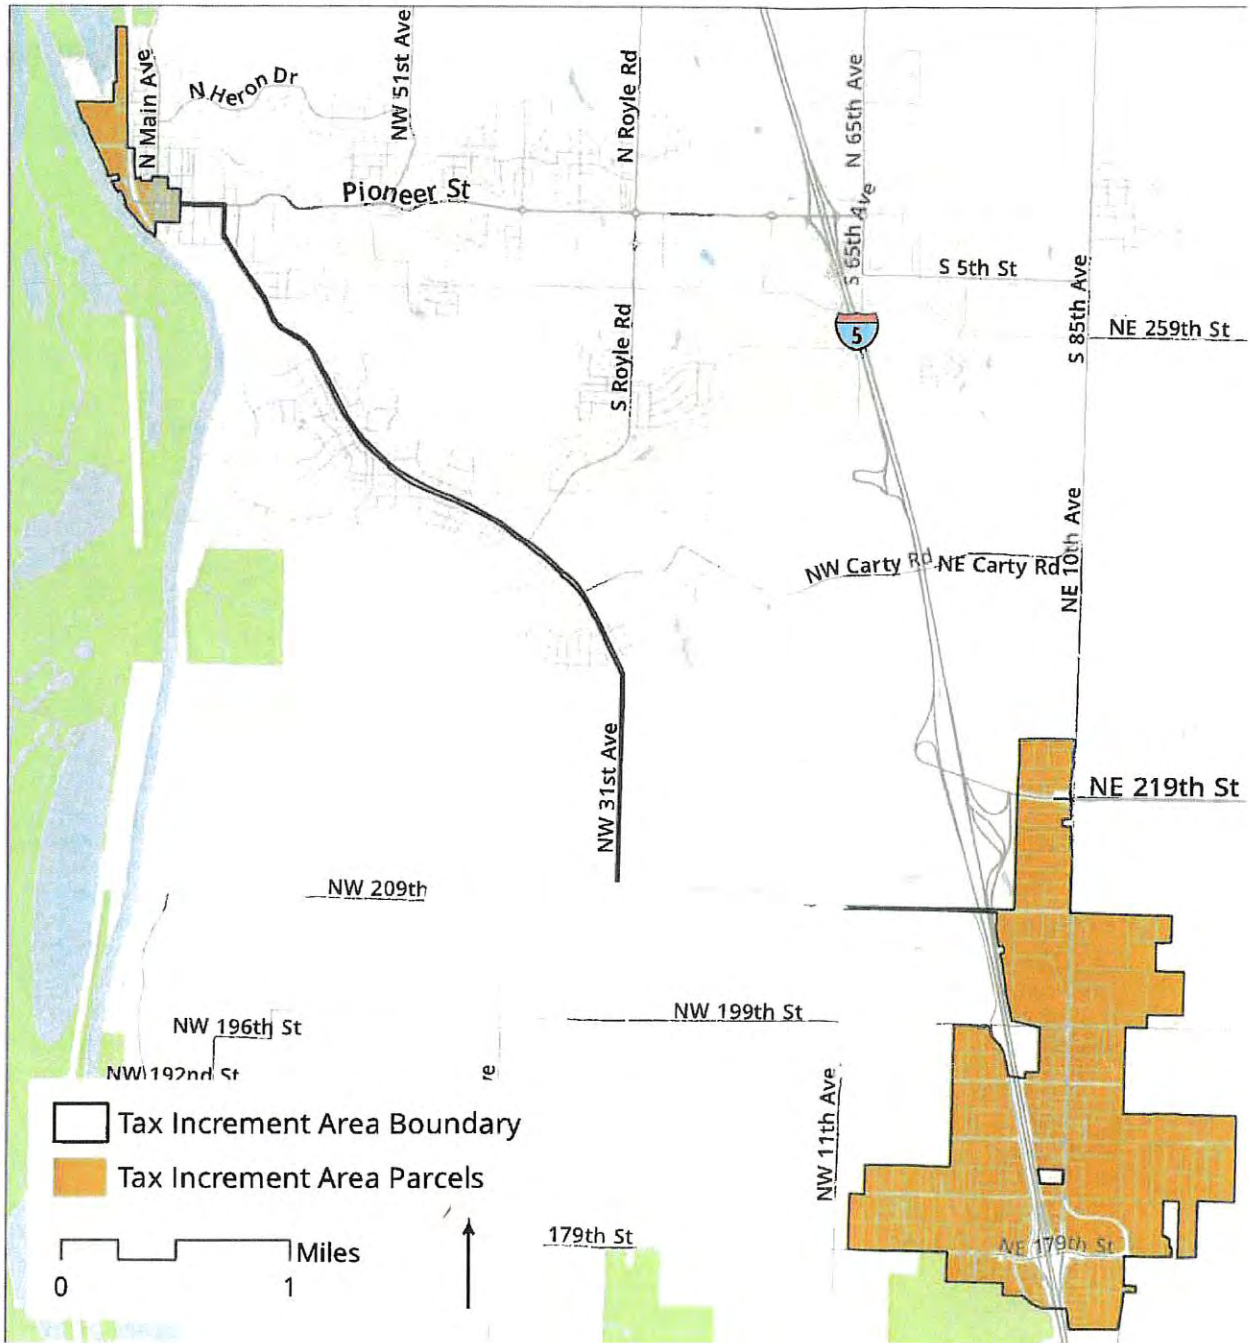 N Main Ave
N Heron Dr
NW 51st Ave
N Royle Rd
N 65th Ave
Pioneer St
S 65th Ave
S 5th St
S 85th Ave
NE 259th St
5
S Royle Rd
NW Carty Rd
NE Carty Rd
NE 10th Ave
NW 31st Ave
NE 219th St
NW 209th
NW 199th St
NW 196th St
NW 192nd St
NW 11th Ave
Tax Increment Area Boundary
Tax Increment Area Parcels
Miles
0 1
179th St
NE 179th St